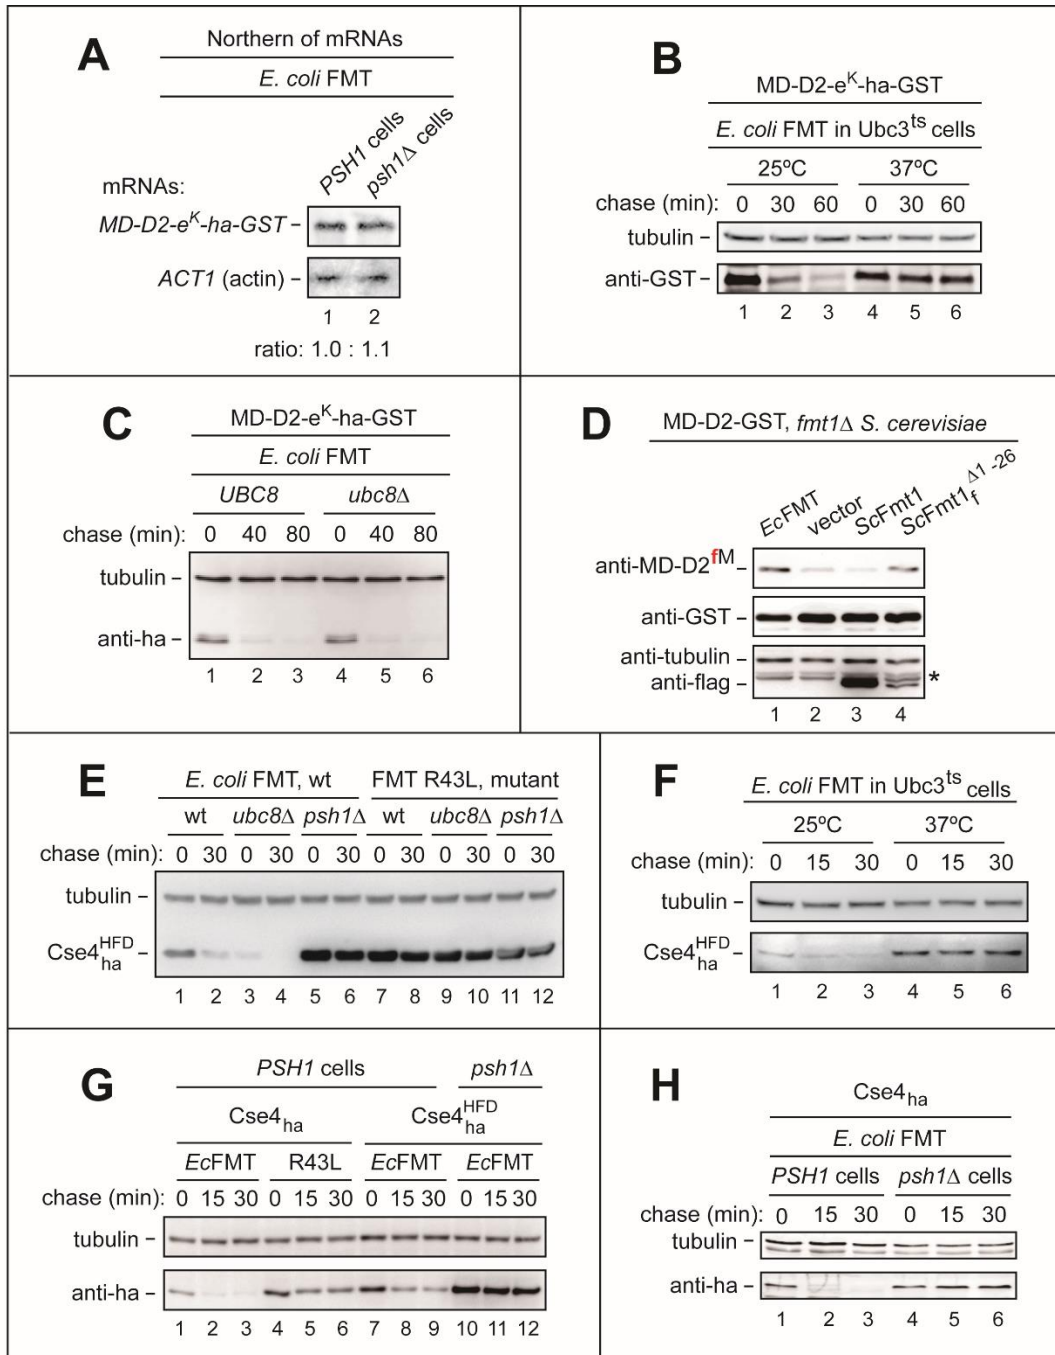 A
Northern of mRNAs
E. coli FMT
PSH1 cells
psh1Δ cells
mRNAs:
MD-D2-eK-ha-GST –
ACT1 (actin) –
1 2
ratio: 1.0 : 1.1
B
MD-D2-eK-ha-GST
E. coli FMT in Ubc3ts cells
25ºC 37ºC
chase (min): 0 30 60 0 30 60
tubulin –
anti-GST –
1 2 3 4 5 6
C
MD-D2-eK-ha-GST
E. coli FMT
UBC8 ubc8Δ
chase (min): 0 40 80 0 40 80
tubulin –
anti-ha –
1 2 3 4 5 6
D
MD-D2-GST, fmt1Δ S. cerevisiae
EcFMT
vector
ScFmt1
ScFmt1fΔ1-26
anti-MD-D2fM –
anti-GST –
anti-tubulin –
anti-flag – *
1 2 3 4
E
E. coli FMT, wt FMT R43L, mutant
wt ubc8Δ psh1Δ wt ubc8Δ psh1Δ
chase (min): 0 30 0 30 0 30 0 30 0 30 0 30
tubulin –
Cse4HFDha –
1 2 3 4 5 6 7 8 9 10 11 12
F
E. coli FMT in Ubc3ts cells
25ºC 37ºC
chase (min): 0 15 30 0 15 30
tubulin –
Cse4HFDha –
1 2 3 4 5 6
G
PSH1 cells psh1Δ
Cse4ha Cse4HFDha
EcFMT R43L EcFMT EcFMT
chase (min): 0 15 30 0 15 30 0 15 30 0 15 30
tubulin –
anti-ha –
1 2 3 4 5 6 7 8 9 10 11 12
H
Cse4ha
E. coli FMT
PSH1 cells psh1Δ cells
chase (min): 0 15 30 0 15 30
tubulin –
anti-ha –
1 2 3 4 5 6